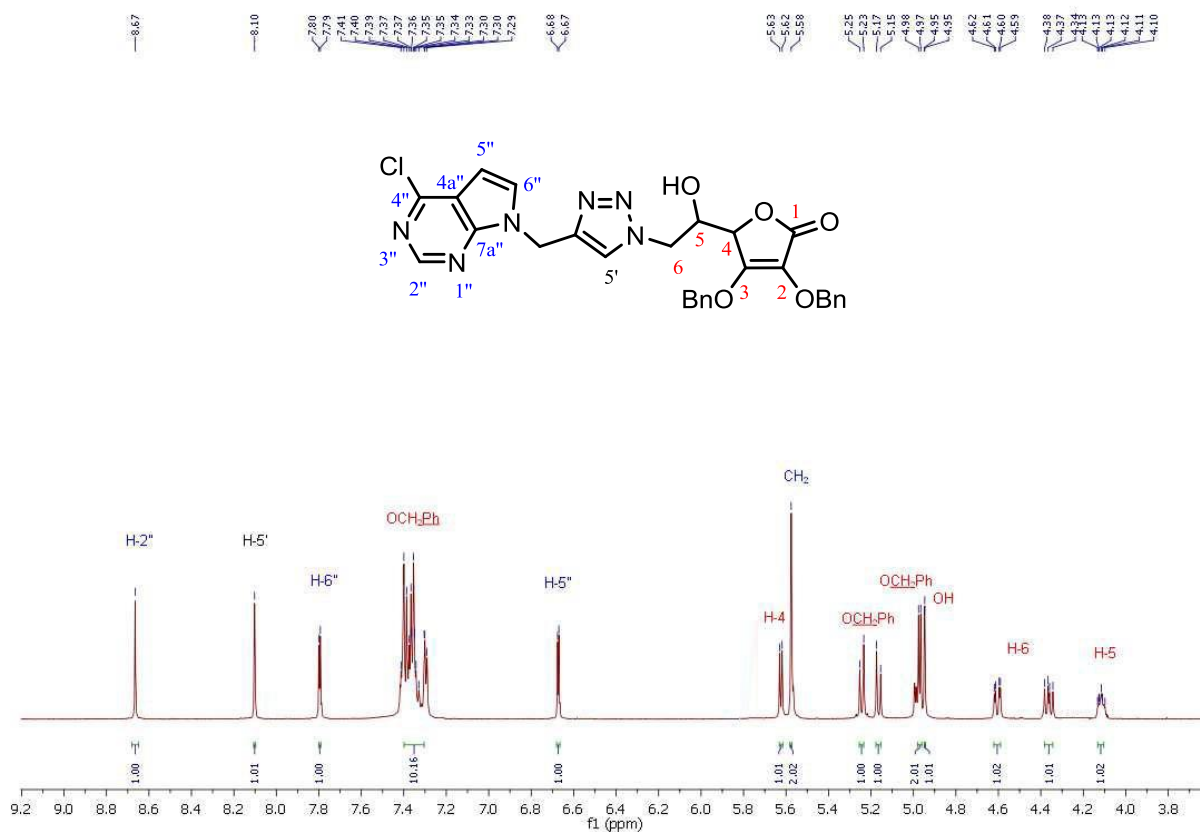 8.67 8.10 7.80 7.79 7.41 7.40 7.39 7.37 7.37 7.36 7.35 7.35 7.34 7.33 7.30 7.30 7.29 6.68 6.67 5.63 5.62 5.58 5.25 5.23 5.17 5.15 4.98 4.97 4.95 4.95 4.62 4.61 4.60 4.59 4.38 4.37 4.34 4.13 4.13 4.13 4.12 4.11 4.10
Cl 5''
4a'' 6''
4'' N=N HO O 1 O
N N N 5 4
3'' N 7a'' 5' 6
2'' 1'' BnO 3 2 OBn
CH2
OCH2Ph
H-2'' H-5' H-6'' H-5'' H-4 OCH2Ph OCH2Ph OH H-6 H-5
1.00 1.01 1.00 10.16 1.00 1.01 2.02 1.00 1.00 2.01 1.01 1.02 1.01 1.02
9.2 9.0 8.8 8.6 8.4 8.2 8.0 7.8 7.6 7.4 7.2 7.0 6.8 6.6 6.4 6.2 6.0 5.8 5.6 5.4 5.2 5.0 4.8 4.6 4.4 4.2 4.0 3.8
f1 (ppm)